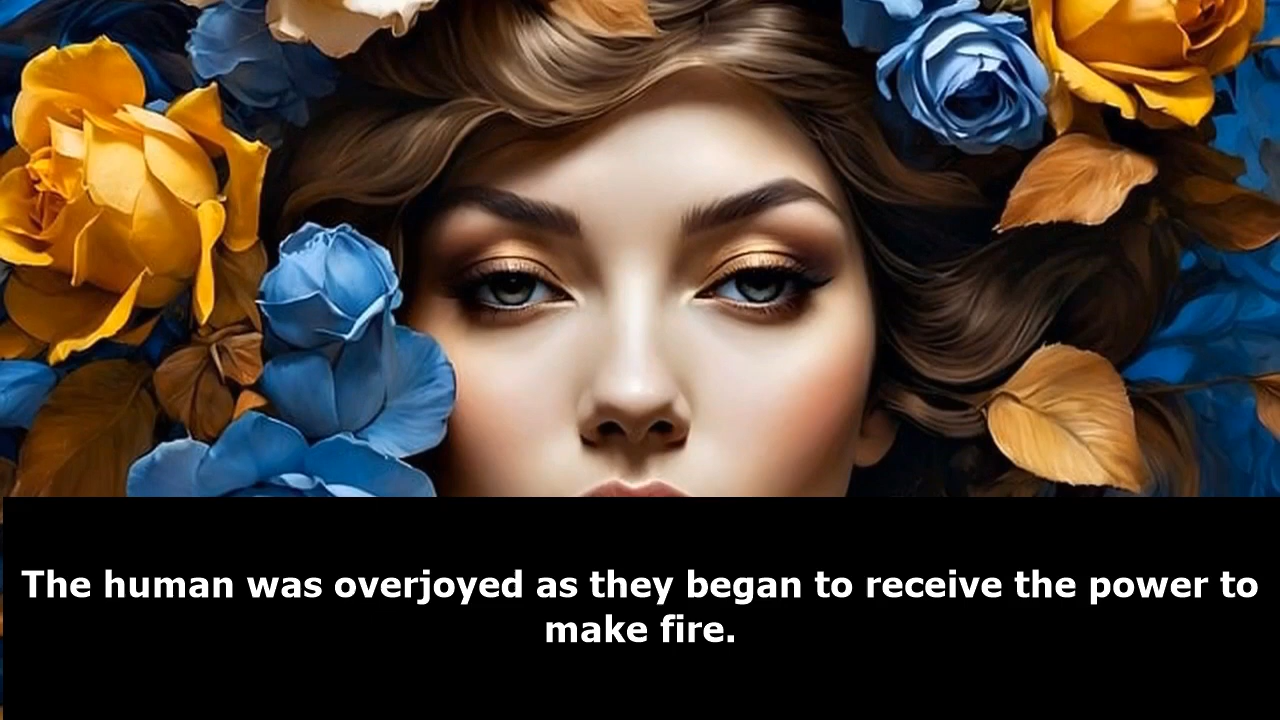 The human was overjoyed as they began to receive the power to
make fire.